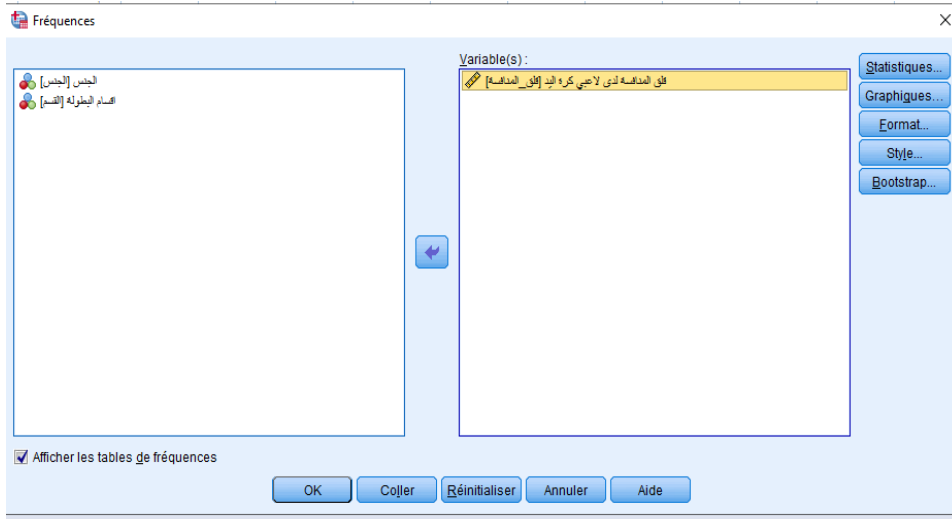 Fréquences
الجنس [الجنس]
اقسام البطولة [القسم]
Variable(s) :
قلق المنافسة لدى لاعبي كرة اليد [قلق_المنافسة]
Statistiques...
Graphiques...
Format...
Style...
Bootstrap...
Afficher les tables de fréquences
OK
Coller
Réinitialiser
Annuler
Aide